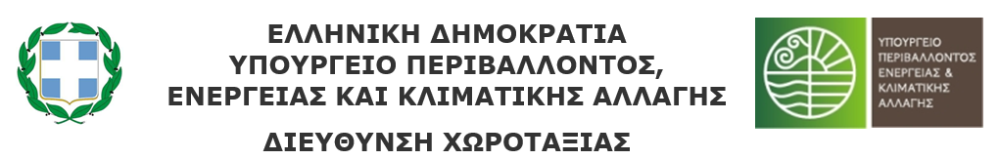 ΕΛΛΗΝΙΚΗ ΔΗΜΟΚΡΑΤΙΑ
ΥΠΟΥΡΓΕΙΟ ΠΕΡΙΒΑΛΛΟΝΤΟΣ,
ΕΝΕΡΓΕΙΑΣ ΚΑΙ ΚΛΙΜΑΤΙΚΗΣ ΑΛΛΑΓΗΣ
ΔΙΕΥΘΥΝΣΗ ΧΩΡΟΤΑΞΙΑΣ
ΥΠΟΥΡΓΕΙΟ
ΠΕΡΙΒΑΛΛΟΝΤΟΣ
ΕΝΕΡΓΕΙΑΣ &
ΚΛΙΜΑΤΙΚΗΣ
ΑΛΛΑΓΗΣ